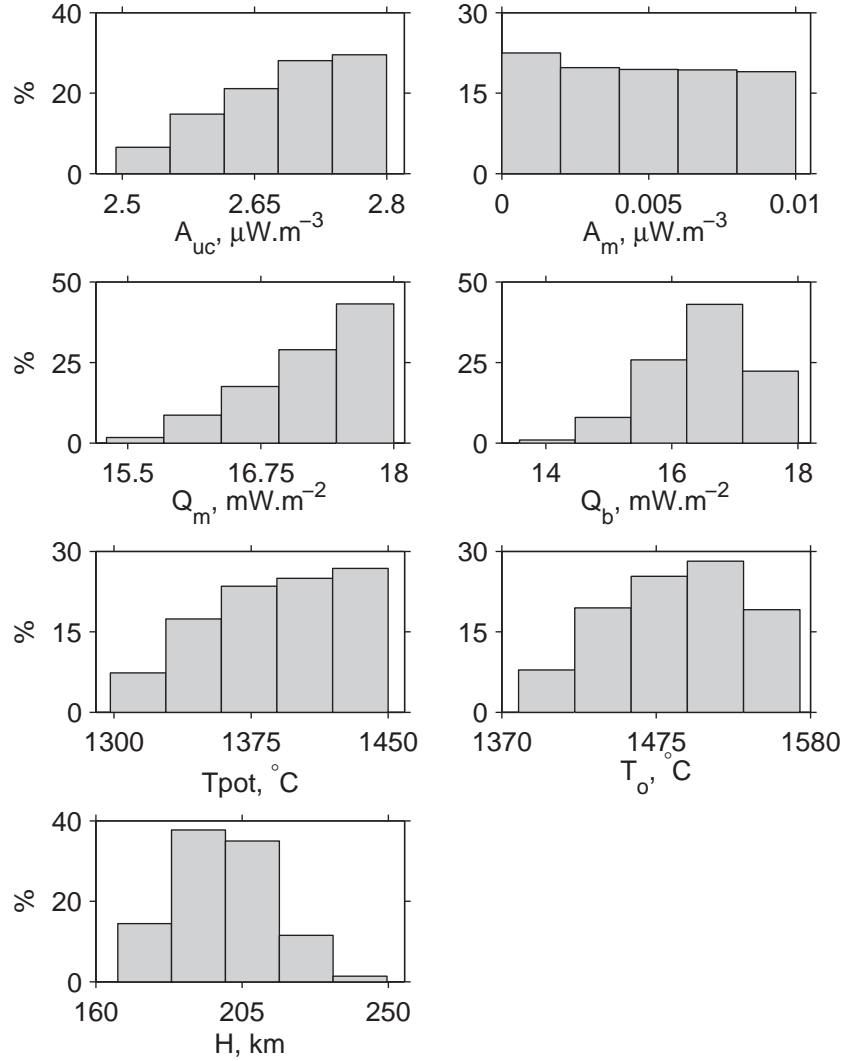 40
20
0
%
2.5 2.65 2.8
A_uc, μW.m⁻³
30
15
0
0 0.005 0.01
A_m, μW.m⁻³
50
25
0
%
15.5 16.75 18
Q_m, mW.m⁻²
50
25
0
14 16 18
Q_b, mW.m⁻²
30
15
0
%
1300 1375 1450
Tpot, °C
30
15
0
1370 1475 1580
T_o, °C
40
20
0
%
160 205 250
H, km